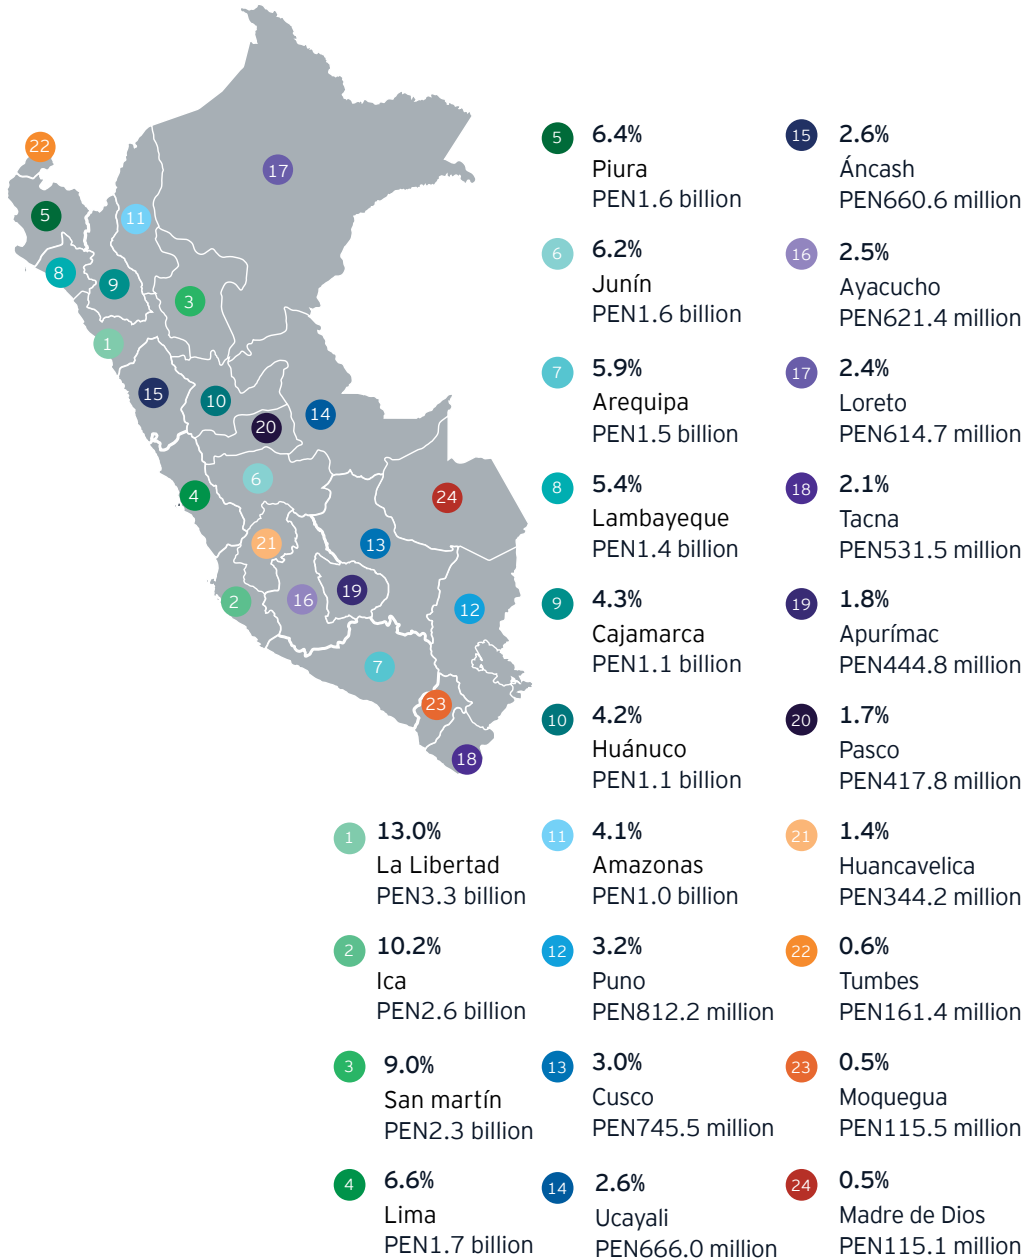 22
17
5
11
8
9
3
1
15
10
14
20
6
4
24
21
13
19
2
16
12
7
23
18
1
13.0%
La Libertad
PEN3.3 billion
2
10.2%
Ica
PEN2.6 billion
3
9.0%
San martín
PEN2.3 billion
4
6.6%
Lima
PEN1.7 billion
5
6.4%
Piura
PEN1.6 billion
6
6.2%
Junín
PEN1.6 billion
7
5.9%
Arequipa
PEN1.5 billion
8
5.4%
Lambayeque
PEN1.4 billion
9
4.3%
Cajamarca
PEN1.1 billion
10
4.2%
Huánuco
PEN1.1 billion
11
4.1%
Amazonas
PEN1.0 billion
12
3.2%
Puno
PEN812.2 million
13
3.0%
Cusco
PEN745.5 million
14
2.6%
Ucayali
PEN666.0 million
15
2.6%
Áncash
PEN660.6 million
16
2.5%
Ayacucho
PEN621.4 million
17
2.4%
Loreto
PEN614.7 million
18
2.1%
Tacna
PEN531.5 million
19
1.8%
Apurímac
PEN444.8 million
20
1.7%
Pasco
PEN417.8 million
21
1.4%
Huancavelica
PEN344.2 million
22
0.6%
Tumbes
PEN161.4 million
23
0.5%
Moquegua
PEN115.5 million
24
0.5%
Madre de Dios
PEN115.1 million